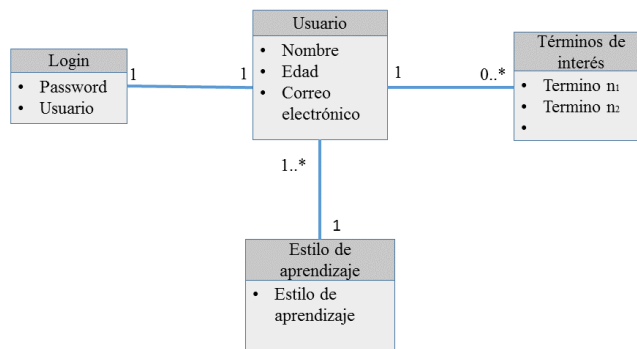 Usuario
• Nombre
• Edad
• Correo
electrónico
Login
• Password
• Usuario
1
1
1
0..*
Términos de
interés
• Termino n1
• Termino n2
•
1..*
1
Estilo de
aprendizaje
• Estilo de
aprendizaje